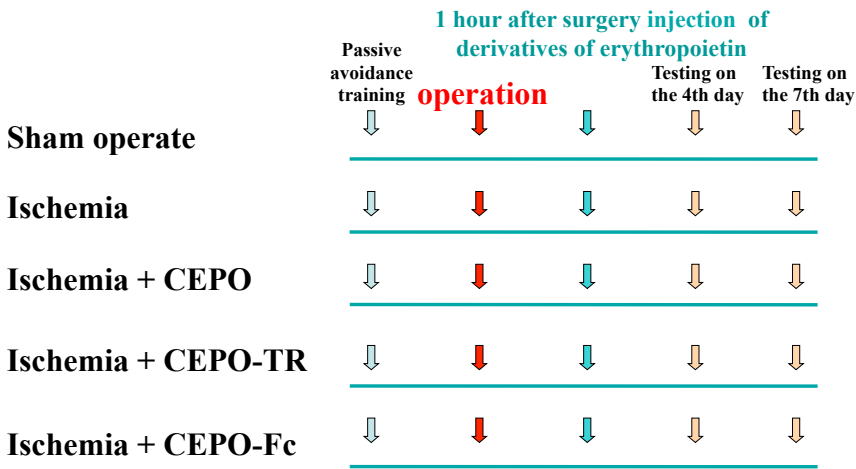 1 hour after surgery injection of
derivatives of erythropoietin
Passive
avoidance
training
operation
Testing on
the 4th day
Testing on
the 7th day
Sham operate
Ischemia
Ischemia + CEPO
Ischemia + CEPO-TR
Ischemia + CEPO-Fc